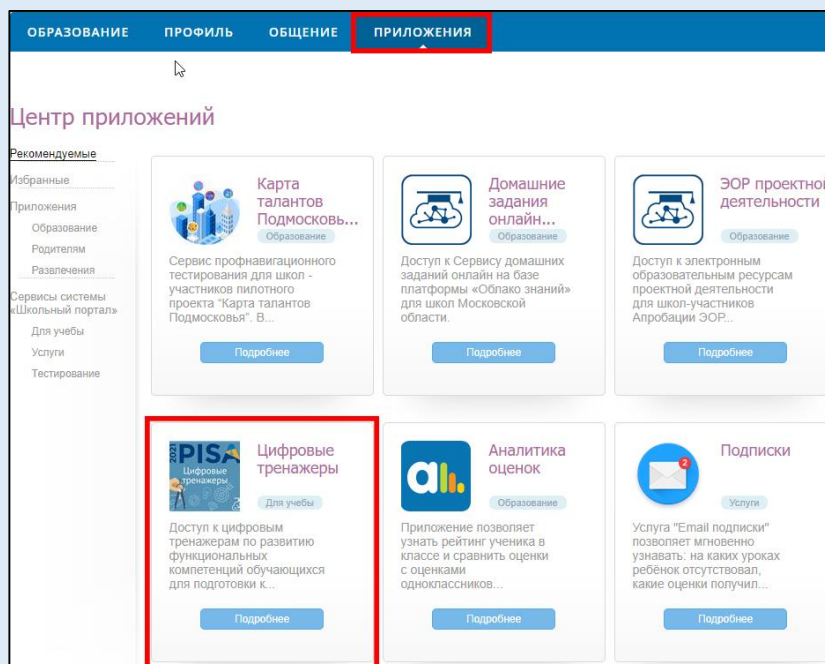 ОБРАЗОВАНИЕ ПРОФИЛЬ ОБЩЕНИЕ ПРИЛОЖЕНИЯ
Центр приложений
Рекомендуемые
Избранные
Приложения
Образование
Родителям
Развлечения
Сервисы системы
«Школьный портал»
Для учебы
Услуги
Тестирование
Карта
талантов
Подмосковь...
Образование
Сервис профнавигационного
тестирования для школ -
участников пилотного
проекта "Карта талантов
Подмосковья". В...
Подробнее
Домашние
задания
онлайн...
Образование
Доступ к Сервису домашних
заданий онлайн на базе
платформы «Облако знаний»
для школ Московской
области.
Подробнее
ЭОР проектной
деятельности
Образование
Доступ к электронным
образовательным ресурсам
проектной деятельности
для школ-участников
Апробации ЭОР...
Подробнее
2021
PISA
Цифровые
тренажеры
Цифровые
тренажеры
Для учебы
Доступ к цифровым
тренажерам по развитию
функциональных
компетенций обучающихся
для подготовки к...
Подробнее
Аналитика
оценок
Образование
Приложение позволяет
узнать рейтинг ученика в
классе и сравнить оценки
с оценками
одноклассников...
Подробнее
2
Подписки
Услуги
Услуга "Email подписки"
позволяет мгновенно
узнавать: на каких уроках
ребёнок отсутствовал,
какие оценки получил...
Подробнее